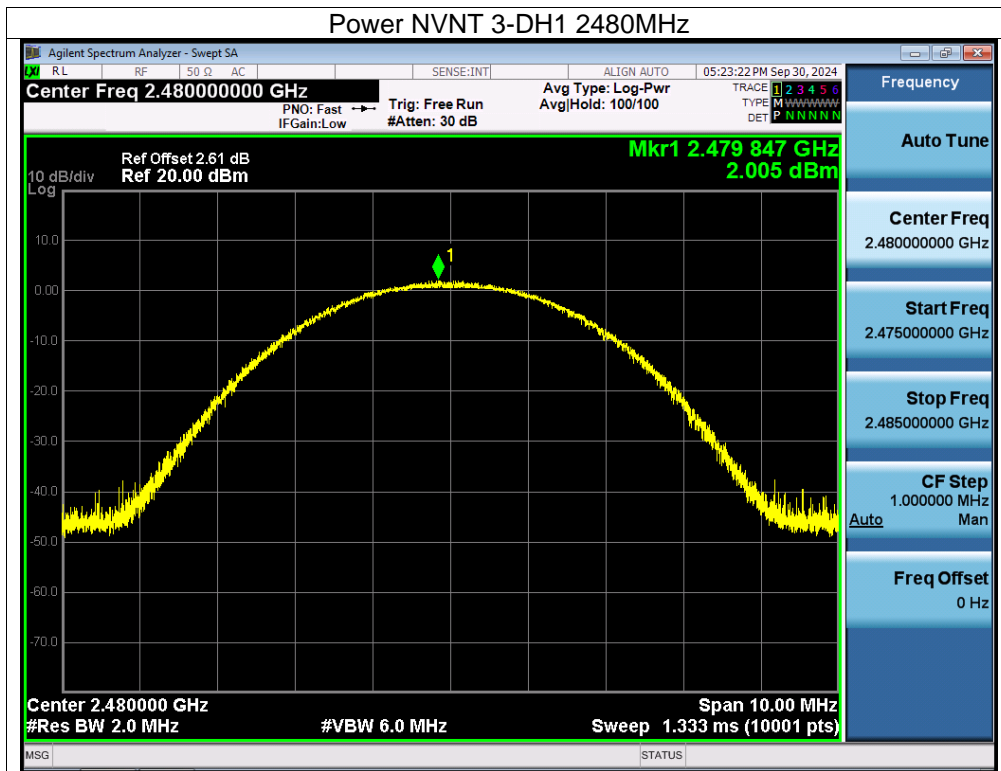 Power NVNT 3-DH1 2480MHz
Agilent Spectrum Analyzer - Swept SA
LXI RL RF 50 Ω AC SENSE:INT ALIGN AUTO 05:23:22 PM Sep 30, 2024
Center Freq 2.480000000 GHz
PNO: Fast
IFGain:Low
Trig: Free Run
#Atten: 30 dB
Avg Type: Log-Pwr
Avg|Hold: 100/100
TRACE 1 2 3 4 5 6
TYPE M WWWWW
DET P N N N N N
Ref Offset 2.61 dB
10 dB/div Ref 20.00 dBm
Log
Mkr1 2.479 847 GHz
2.005 dBm
1
10.0
0.00
-10.0
-20.0
-30.0
-40.0
-50.0
-60.0
-70.0
Center 2.480000 GHz Span 10.00 MHz
#Res BW 2.0 MHz #VBW 6.0 MHz Sweep 1.333 ms (10001 pts)
MSG STATUS
Frequency
Auto Tune
Center Freq
2.480000000 GHz
Start Freq
2.475000000 GHz
Stop Freq
2.485000000 GHz
CF Step
1.000000 MHz
Auto Man
Freq Offset
0 Hz